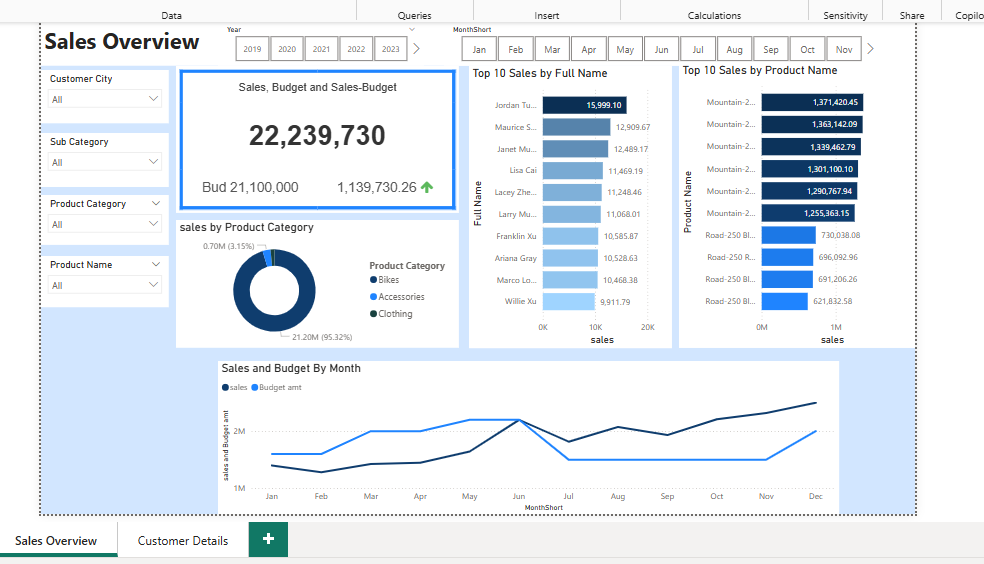 Data Queries Insert Calculations Sensitivity Share Copilo
Sales Overview
Year
2019 2020 2021 2022 2023
MonthShort
Jan Feb Mar Apr May Jun Jul Aug Sep Oct Nov
Customer City
All
Sub Category
All
Product Category
All
Product Name
All
Sales, Budget and Sales-Budget
22,239,730
Bud 21,100,000 1,139,730.26
sales by Product Category
0.70M (3.15%)
21.20M (95.32%)
Product Category
Bikes
Accessories
Clothing
Top 10 Sales by Full Name
Full Name
Jordan Tu... 15,999.10
Maurice S... 12,909.67
Janet Mu... 12,489.17
Lisa Cai 11,469.19
Lacey Zhe... 11,248.46
Larry Mu... 11,068.01
Franklin Xu 10,585.87
Ariana Gray 10,528.63
Marco Lo... 10,468.38
Willie Xu 9,911.79
0K 10K 20K
sales
Top 10 Sales by Product Name
Product Name
Mountain-2... 1,371,420.45
Mountain-2... 1,363,142.09
Mountain-2... 1,339,462.79
Mountain-2... 1,301,100.10
Mountain-2... 1,290,767.94
Mountain-2... 1,255,363.15
Road-250 Bl... 730,038.08
Road-250 R... 696,092.96
Road-250 Bl... 691,206.26
Road-250 Bl... 621,832.58
0M 1M
sales
Sales and Budget By Month
sales Budget amt
sales and Budget amt
2M
1M
Jan Feb Mar Apr May Jun Jul Aug Sep Oct Nov Dec
MonthShort
Sales Overview Customer Details +